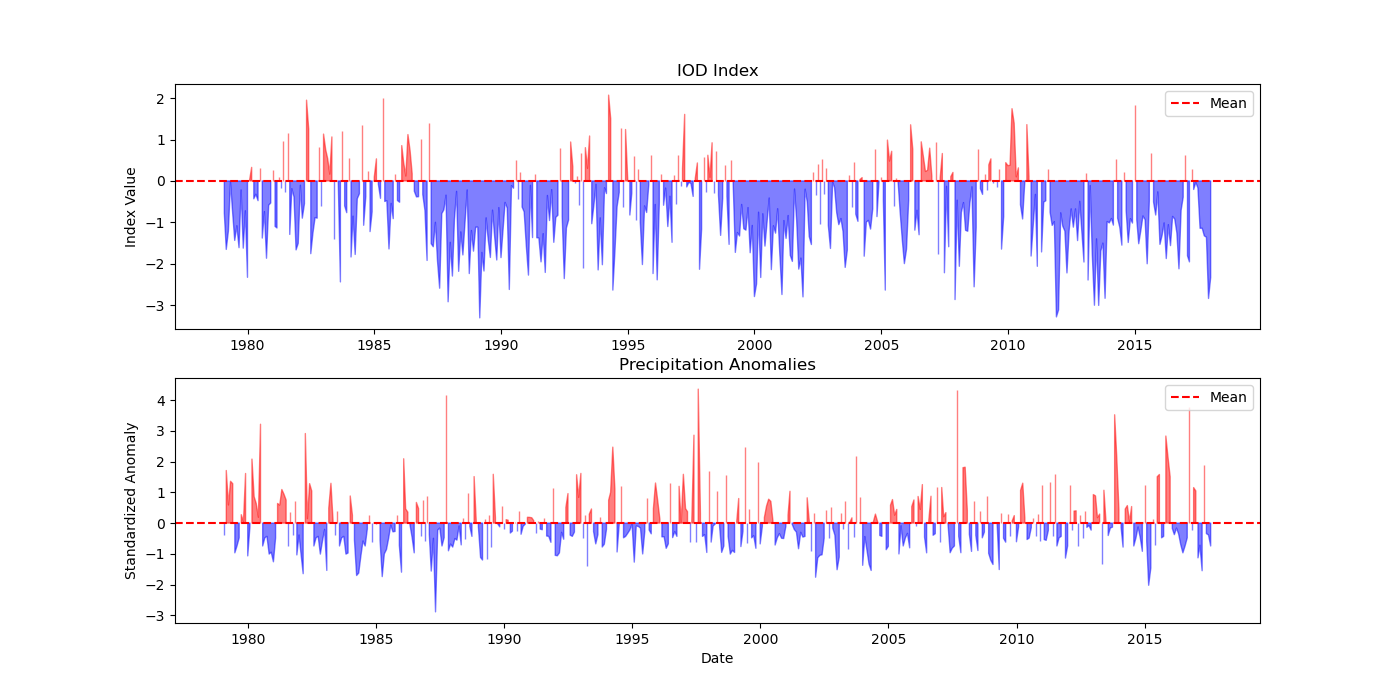 IOD Index
Mean
Index Value
2
1
0
−1
−2
−3
1980 1985 1990 1995 2000 2005 2010 2015
Precipitation Anomalies
Mean
Standardized Anomaly
4
3
2
1
0
−1
−2
−3
1980 1985 1990 1995 2000 2005 2010 2015
Date